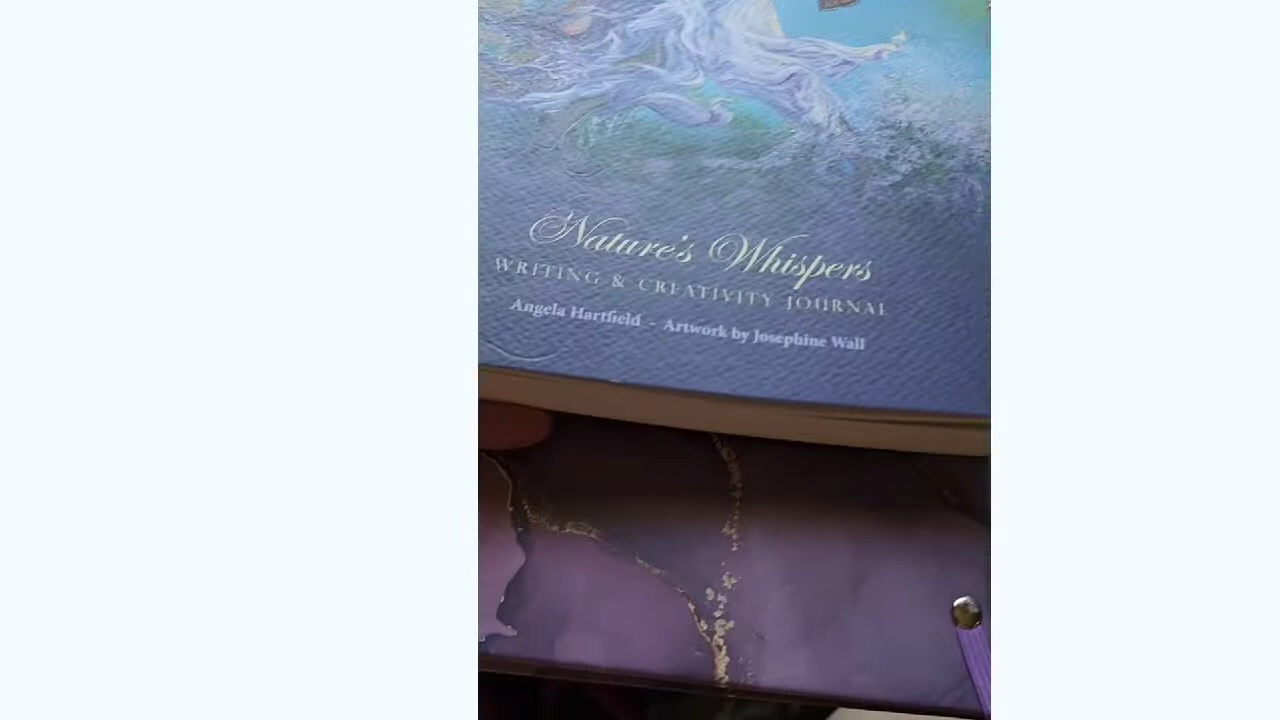 Nature's Whispers
WRITING & CREATIVITY JOURNAL
Angela Hartfield - Artwork by Josephine Wall